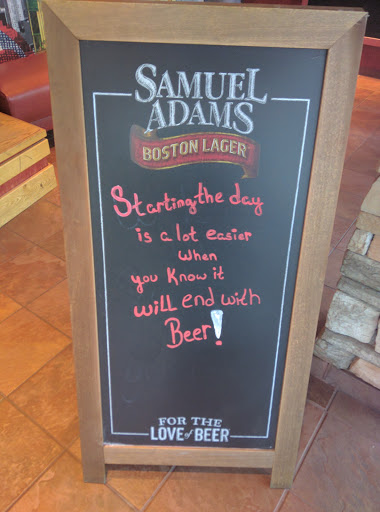 SAMUEL
ADAMS
BOSTON LAGER
Starting the day
is a lot easier
when
you know it
will end with
Beer!
FOR THE
LOVE of BEER